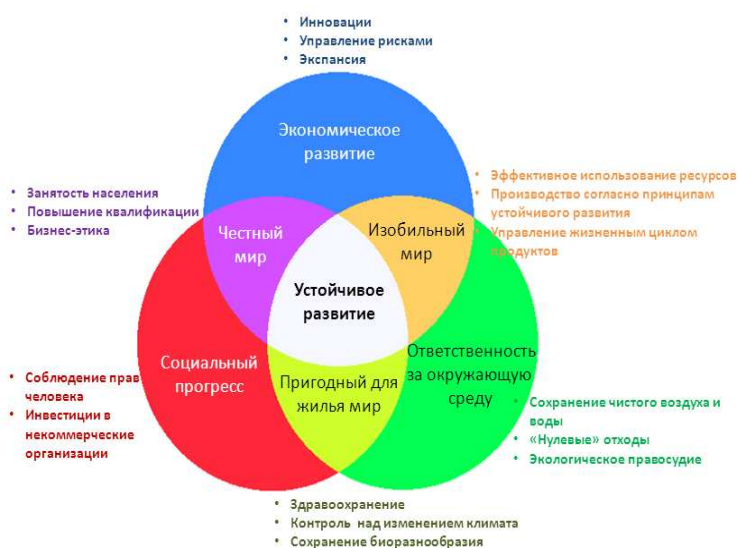 • Инновации
• Управление рисками
• Экспансия
Экономическое
развитие
• Занятость населения
• Повышение квалификации
• Бизнес-этика
• Эффективное использование ресурсов
• Производство согласно принципам
устойчивого развития
• Управление жизненным циклом
продуктов
Честный
мир
Изобильный
мир
Устойчивое
развитие
Социальный
прогресс
Пригодный для
жилья мир
Ответственность
за окружающую
среду
• Соблюдение прав
человека
• Инвестиции в
некоммерческие
организации
• Сохранение чистого воздуха и
воды
• «Нулевые» отходы
• Экологическое правосудие
• Здравоохранение
• Контроль над изменением климата
• Сохранение биоразнообразия